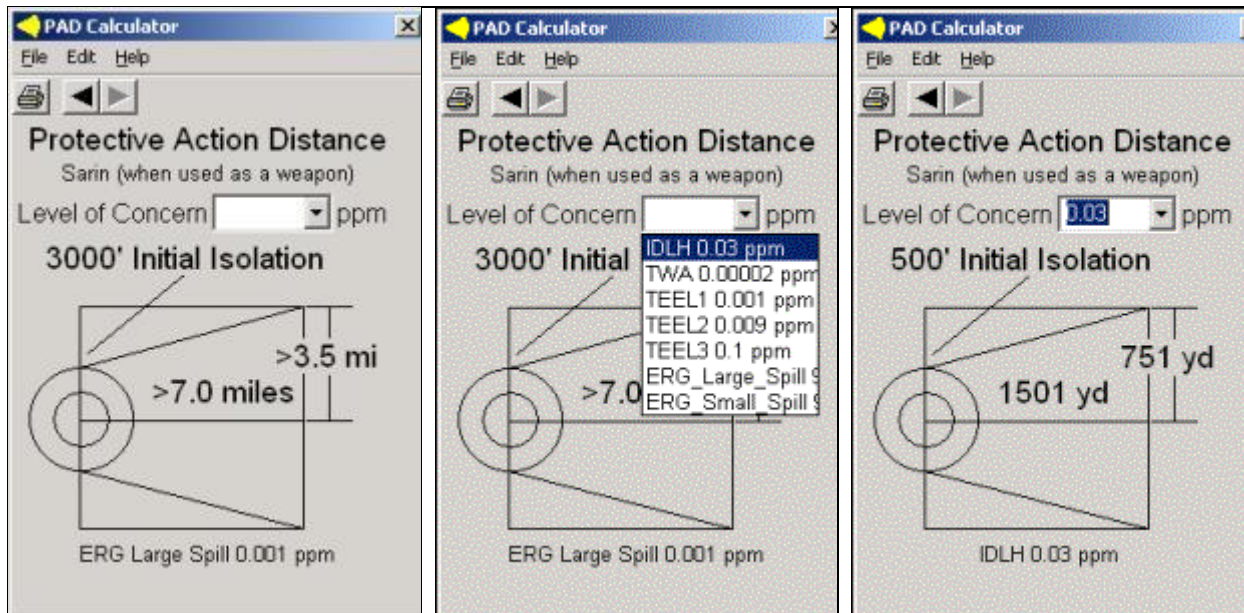 PAD Calculator
File Edit Help
Protective Action Distance
Sarin (when used as a weapon)
Level of Concern ppm
3000' Initial Isolation
>3.5 mi
>7.0 miles
ERG Large Spill 0.001 ppm
PAD Calculator
File Edit Help
Protective Action Distance
Sarin (when used as a weapon)
Level of Concern ppm
3000' Initial
IDLH 0.03 ppm
TWA 0.00002 ppm
TEEL1 0.001 ppm
TEEL2 0.009 ppm
TEEL3 0.1 ppm
ERG_Large_Spill
ERG_Small_Spill
>7.0
ERG Large Spill 0.001 ppm
PAD Calculator
File Edit Help
Protective Action Distance
Sarin (when used as a weapon)
Level of Concern 0.03 ppm
500' Initial Isolation
751 yd
1501 yd
IDLH 0.03 ppm